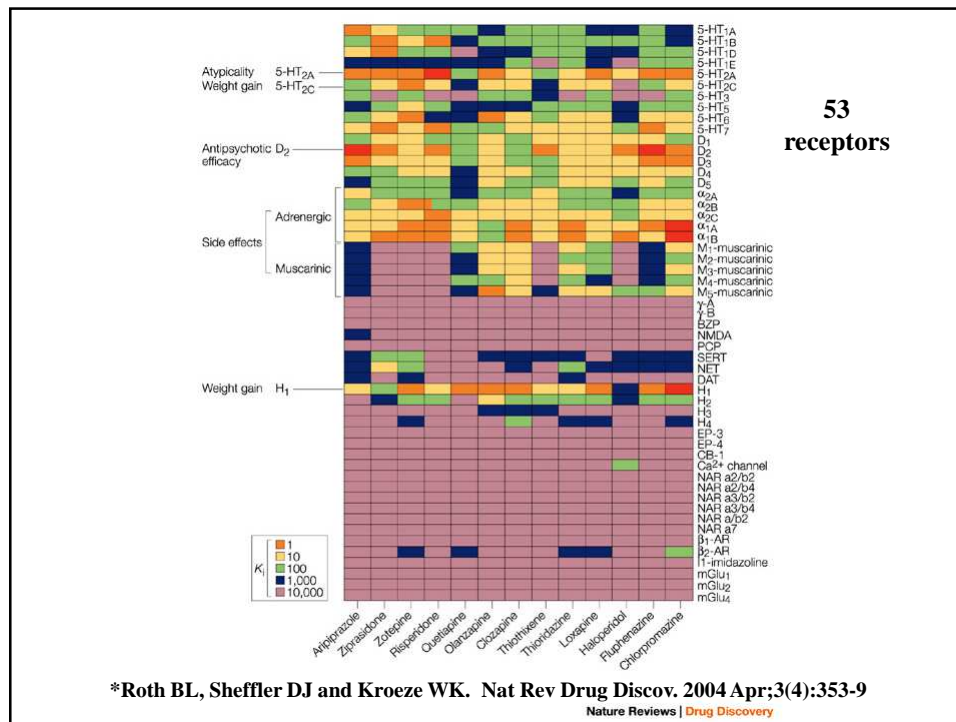 5-HT1A
5-HT1B
5-HT1D
5-HT1E
Atypicality 5-HT2A 5-HT2A
Weight gain 5-HT2C 5-HT2C
5-HT3
5-HT5
5-HT6
5-HT7
D1
Antipsychotic D2 D2
efficacy D3
D4
D5
α2A
α2B
Adrenergic α2C
α1A
Side effects α1B
M1-muscarinic
M2-muscarinic
Muscarinic M3-muscarinic
M4-muscarinic
M5-muscarinic
γ-A
γ-B
BZP
NMDA
PCP
SERT
NET
DAT
Weight gain H1 H1
H2
H3
H4
EP-3
EP-4
CB-1
Ca2+ channel
NAR a2/b2
NAR a2/b4
NAR a3/b2
NAR a3/b4
NAR a/b2
NAR a7
β1-AR
β2-AR
I1-imidazoline
mGlu1
mGlu2
mGlu4
53
receptors
Ki
1
10
100
1,000
10,000
Aripiprazole
Ziprasidone
Zotepine
Risperidone
Quetiapine
Olanzapine
Clozapine
Thiothixene
Thioridazine
Loxapine
Haloperidol
Fluphenazine
Chlorpromazine
*Roth BL, Sheffler DJ and Kroeze WK. Nat Rev Drug Discov. 2004 Apr;3(4):353-9
Nature Reviews | Drug Discovery